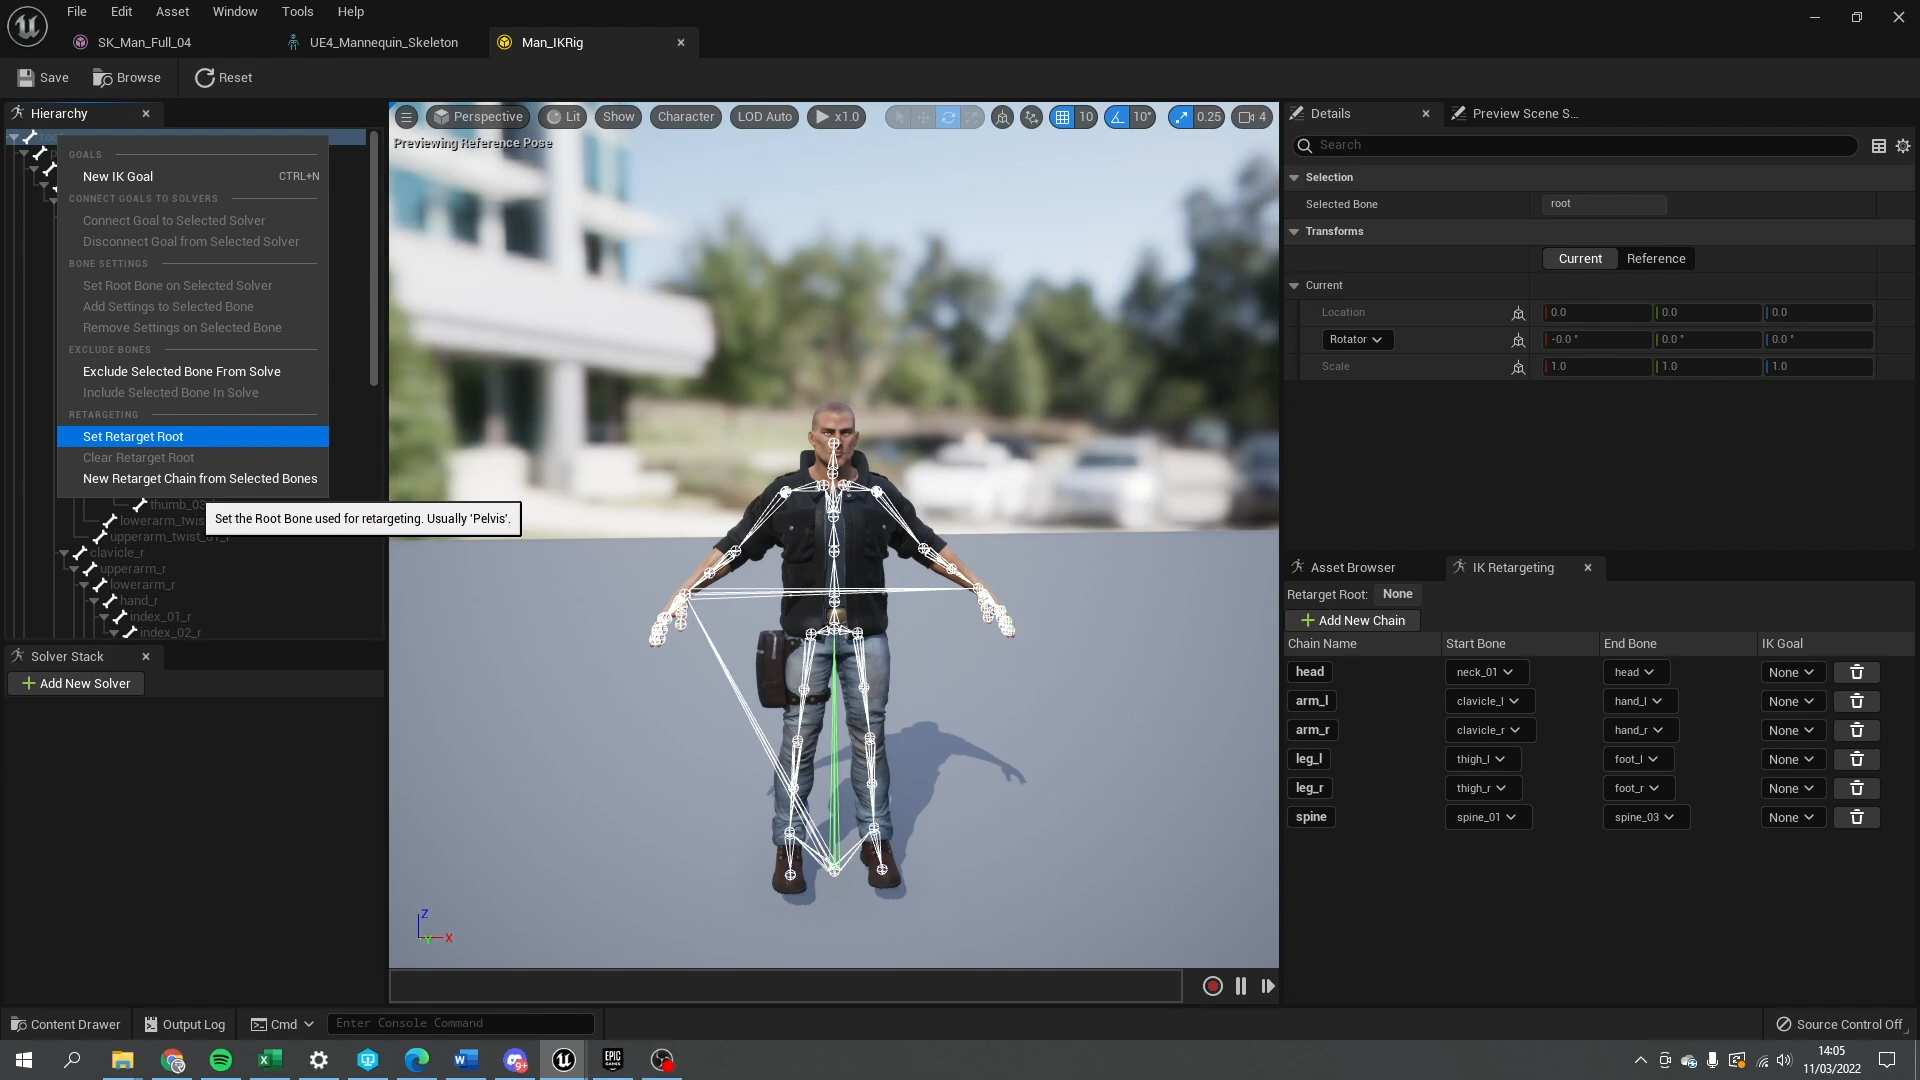 File Edit Asset Window Tools Help
SK_Man_Full_04 UE4_Mannequin_Skeleton Man_IKRig
Save Browse Reset
Hierarchy
GOALS
New IK Goal CTRL+N
CONNECT GOALS TO SOLVERS
Connect Goal to Selected Solver
Disconnect Goal from Selected Solver
BONE SETTINGS
Set Root Bone on Selected Solver
Add Settings to Selected Bone
Remove Settings on Selected Bone
EXCLUDE BONES
Exclude Selected Bone From Solve
Include Selected Bone In Solve
RETARGETING
Set Retarget Root
Clear Retarget Root
New Retarget Chain from Selected Bones
Set the Root Bone used for retargeting. Usually 'Pelvis'.
clavicle_r
upperarm_r
lowerarm_r
hand_r
index_01_r
index_02_r
Solver Stack
Add New Solver
Perspective Lit Show Character LOD Auto x1.0 10 10° 0.25 4
Previewing Reference Pose
Z
Y X
Details Preview Scene S...
Search
Selection
Selected Bone root
Transforms
Current Reference
Current
Location 0.0 0.0 0.0
Rotator -0.0 ° 0.0 ° 0.0 °
Scale 1.0 1.0 1.0
Asset Browser IK Retargeting
Retarget Root: None
Add New Chain
Chain Name Start Bone End Bone IK Goal
head neck_01 head None
arm_l clavicle_l hand_l None
arm_r clavicle_r hand_r None
leg_l thigh_l foot_l None
leg_r thigh_r foot_r None
spine spine_01 spine_03 None
Content Drawer Output Log Cmd Enter Console Command Source Control Off
EPIC GAMES
9+
14:05
11/03/2022